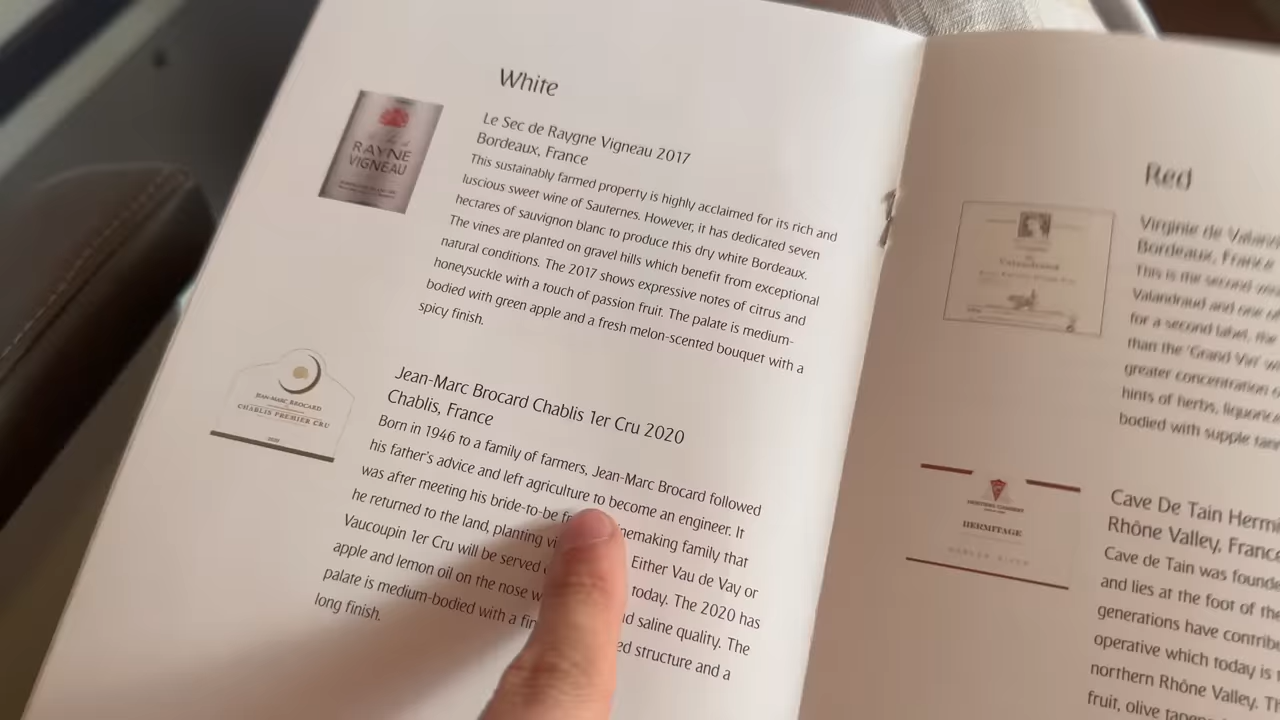 White
RAYNE
VIGNEAU
Le Sec de Raygne Vigneau 2017
Bordeaux, France
This sustainably farmed property is highly acclaimed for its rich and
luscious sweet wine of Sauternes. However, it has dedicated seven
hectares of sauvignon blanc to produce this dry white Bordeaux.
The vines are planted on gravel hills which benefit from exceptional
natural conditions. The 2017 shows expressive notes of citrus and
honeysuckle with a touch of passion fruit. The palate is medium-
bodied with green apple and a fresh melon-scented bouquet with a
spicy finish.
JEAN-MARC BROCARD
CHABLIS PREMIER CRU
2020
Jean-Marc Brocard Chablis 1er Cru 2020
Chablis, France
Born in 1946 to a family of farmers, Jean-Marc Brocard followed
his father's advice and left agriculture to become an engineer. It
was after meeting his bride-to-be nemaking family that
he returned to the land, planting Either Vau de Vay or
Vaucoupin 1er Cru will be served today. The 2020 has
apple and lemon oil on the nose saline quality. The
palate is medium-bodied with a structure and a
long finish.
Red
Virginie de
Bordeaux, France
This is the second
Valandraud and one
for a second label, the
than the 'Grand Vin'
greater concentration
hints of herbs,
bodied with supple
HERMITAGE
Cave De Tain
Rhône Valley, France
Cave de Tain was
and lies at the foot of the
generations have
operative which today is
northern Rhône Valley.
fruit, olive